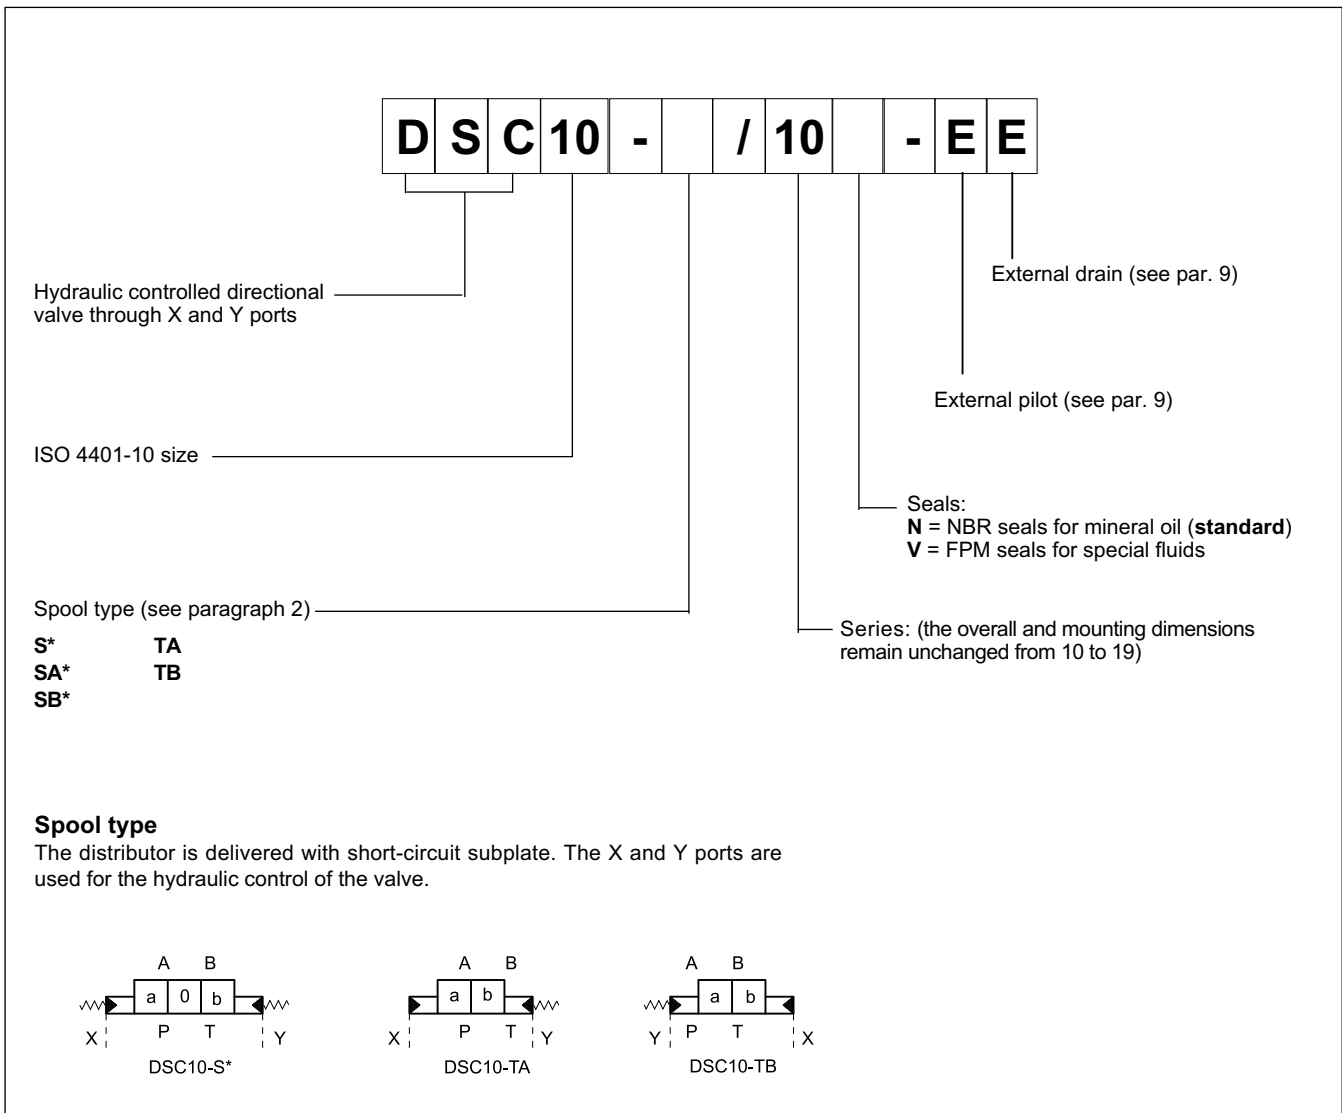 D S C 10 - / 10 - E E
External drain (see par. 9)
Hydraulic controlled directional
valve through X and Y ports
External pilot (see par. 9)
ISO 4401-10 size
Seals:
N = NBR seals for mineral oil (standard)
V = FPM seals for special fluids
Spool type (see paragraph 2)
S* TA
SA* TB
SB*
Series: (the overall and mounting dimensions
remain unchanged from 10 to 19)
Spool type
The distributor is delivered with short-circuit subplate. The X and Y ports are
used for the hydraulic control of the valve.
A B
a 0 b
X P T Y
DSC10-S*
A B
a b
X P T Y
DSC10-TA
A B
a b
Y P T X
DSC10-TB